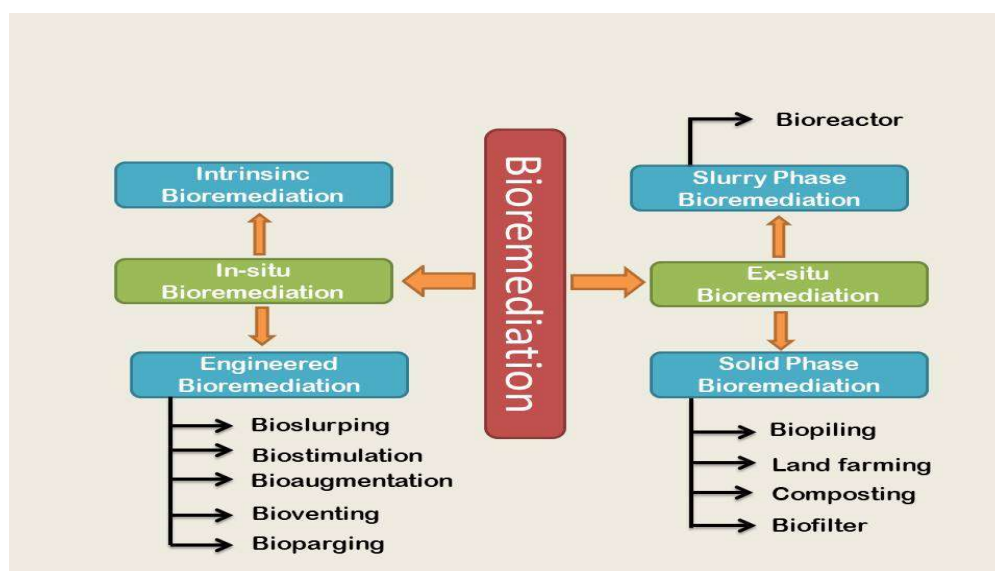 Bioremediation
Intrinsinc
Bioremediation
In-situ
Bioremediation
Engineered
Bioremediation
Bioslurping
Biostimulation
Bioaugmentation
Bioventing
Bioparging
Bioreactor
Slurry Phase
Bioremediation
Ex-situ
Bioremediation
Solid Phase
Bioremediation
Biopiling
Land farming
Composting
Biofilter